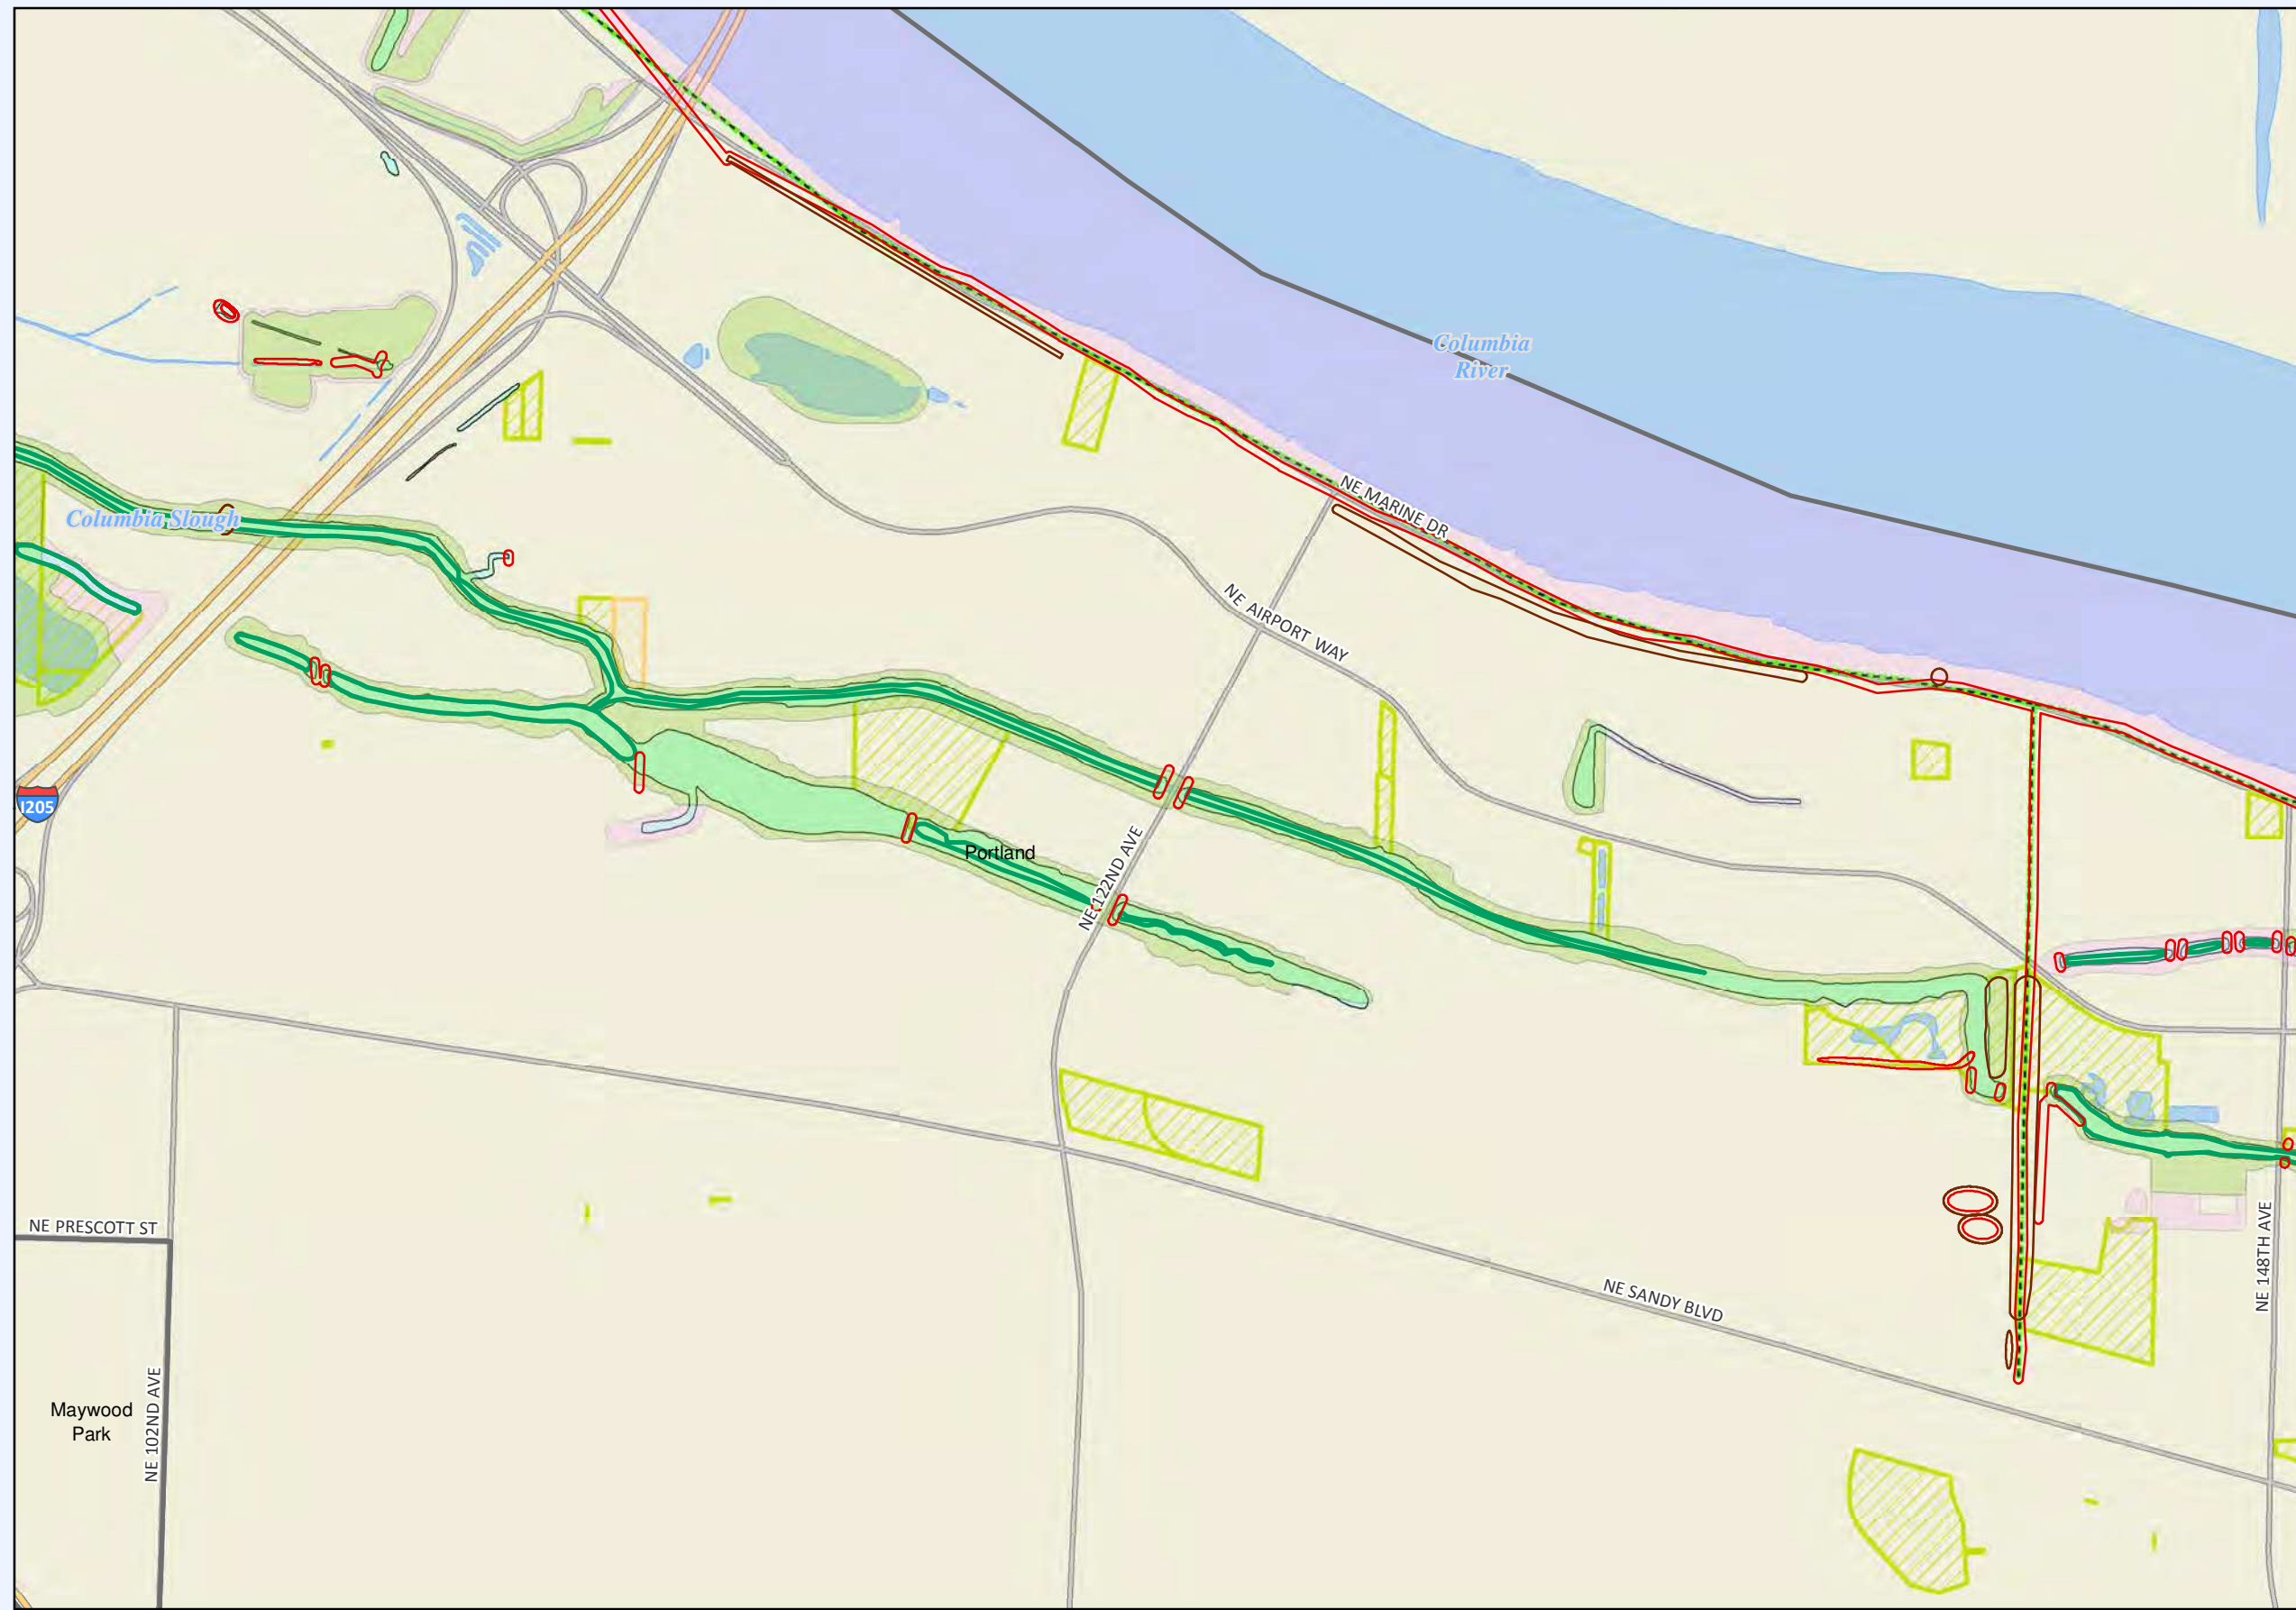 Columbia
River
NE MARINE DR
Columbia Slough
NE AIRPORT WAY
I205
Portland
NE 122ND AVE
NE PRESCOTT ST
NE 148TH AVE
NE SANDY BLVD
Maywood
Park
NE 102ND AVE